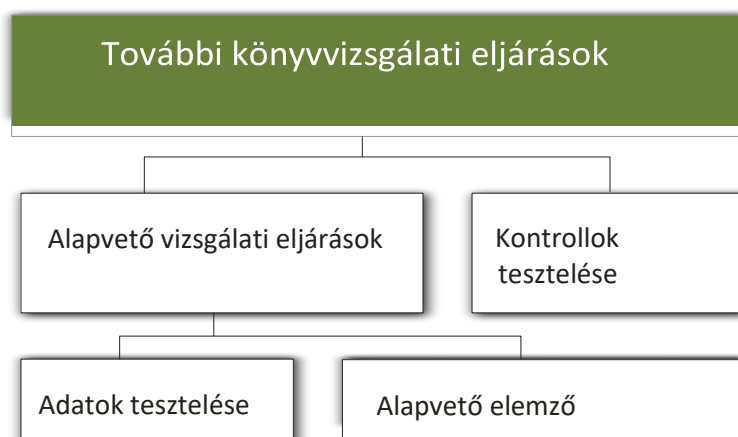 További könyvvizsgálati eljárások
Alapvető vizsgálati eljárások
Kontrollok
tesztelése
Adatok tesztelése
Alapvető elemző